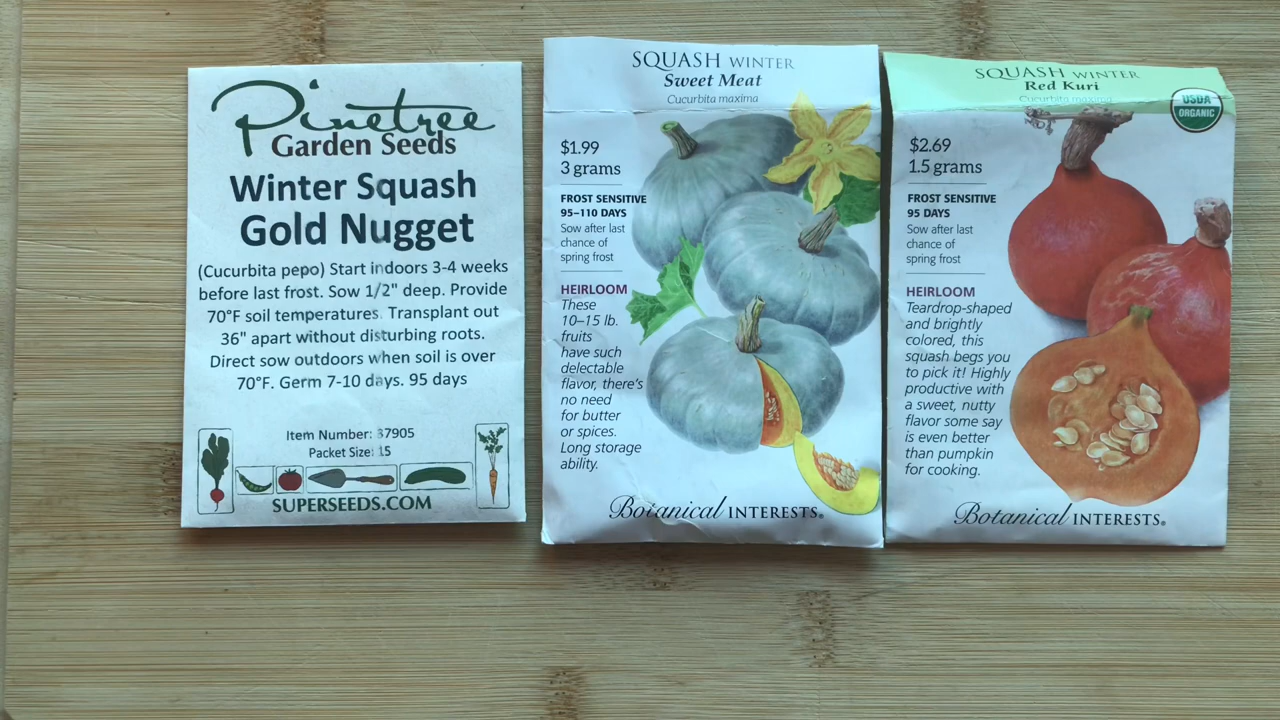 Pinetree
Garden Seeds
Winter Squash
Gold Nugget
(Cucurbita pepo) Start indoors 3-4 weeks
before last frost. Sow 1/2" deep. Provide
70°F soil temperatures. Transplant out
36" apart without disturbing roots.
Direct sow outdoors when soil is over
70°F. Germ 7-10 days. 95 days
Item Number: 37905
Packet Size: 15
SUPERSEEDS.COM
SQUASH WINTER
Sweet Meat
Cucurbita maxima
$1.99
3 grams
FROST SENSITIVE
95–110 DAYS
Sow after last
chance of
spring frost
HEIRLOOM
These
10–15 lb.
fruits
have such
delectable
flavor, there's
no need
for butter
or spices.
Long storage
ability.
Botanical INTERESTS®
SQUASH WINTER
Red Kuri
Cucurbita maxima
USDA
ORGANIC
$2.69
1.5 grams
FROST SENSITIVE
95 DAYS
Sow after last
chance of
spring frost
HEIRLOOM
Teardrop-shaped
and brightly
colored, this
squash begs you
to pick it! Highly
productive with
a sweet, nutty
flavor some say
is even better
than pumpkin
for cooking.
Botanical INTERESTS®